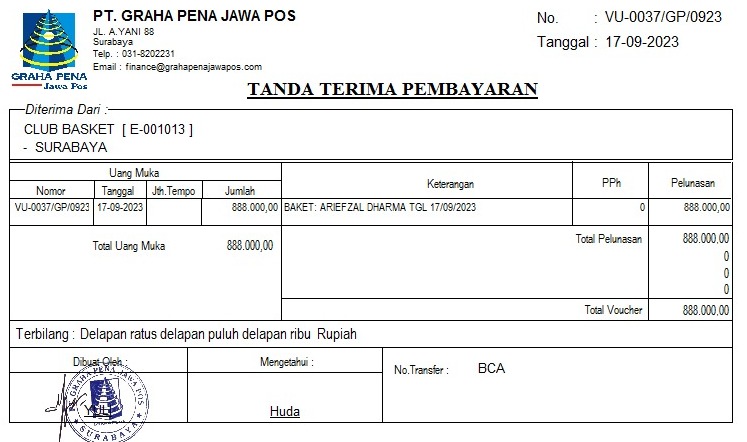 PT. GRAHA PENA JAWA POS
JL. A.YANI 88
Surabaya
Telp. : 031-8202231
Email : finance@grahapenajawapos.com
GRAHA PENA
Jawa Pos
No. : VU-0037/GP/0923
Tanggal : 17-09-2023
TANDA TERIMA PEMBAYARAN
Diterima Dari :
CLUB BASKET [ E-001013 ]
- SURABAYA
Uang Muka Keterangan PPh Pelunasan
Nomor Tanggal Jth.Tempo Jumlah
VU-0037/GP/0923 17-09-2023 888.000,00 BAKET: ARIEFZAL DHARMA TGL 17/09/2023 0 888.000,00
Total Uang Muka 888.000,00 Total Pelunasan 888.000,00
0
0
0
Total Voucher 888.000,00
Terbilang : Delapan ratus delapan puluh delapan ribu Rupiah
Dibuat Oleh : Mengetahui : No.Transfer : BCA
PT. GRAHA PENA JAWA POS
SURABAYA
Huda